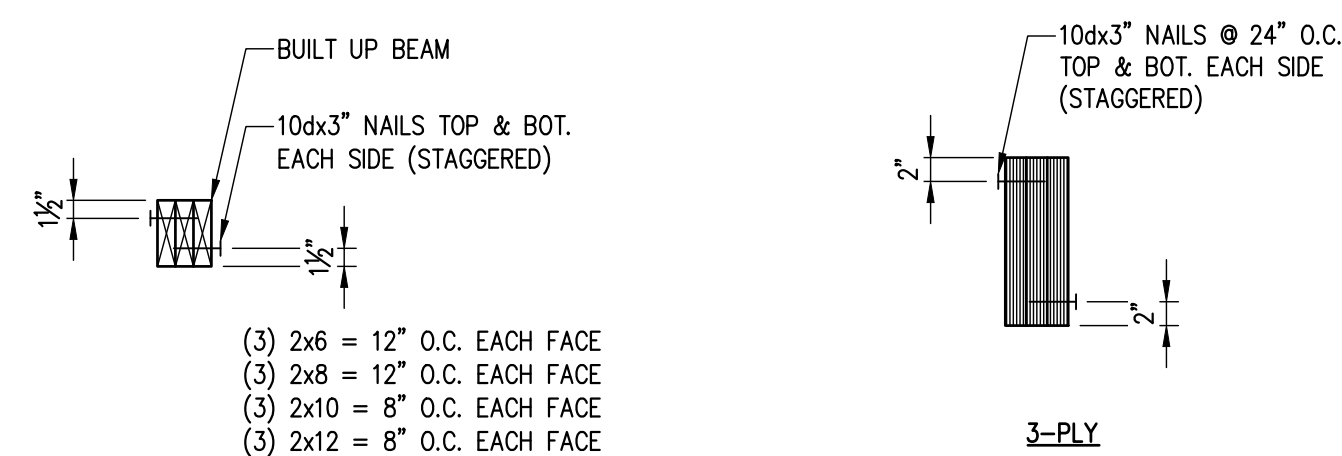 BUILT UP BEAM
10dx3" NAILS TOP & BOT.
EACH SIDE (STAGGERED)
1½"
1½"
(3) 2x6 = 12" O.C. EACH FACE
(3) 2x8 = 12" O.C. EACH FACE
(3) 2x10 = 8" O.C. EACH FACE
(3) 2x12 = 8" O.C. EACH FACE
10dx3" NAILS @ 24" O.C.
TOP & BOT. EACH SIDE
(STAGGERED)
2"
2"
3-PLY